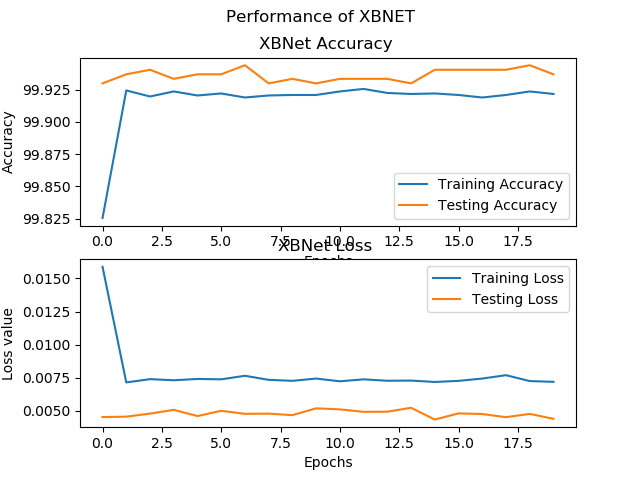 Performance of XBNET
XBNet Accuracy
99.925
99.900
99.875
99.850
99.825
Accuracy
Training Accuracy
Testing Accuracy
0.0 2.5 5.0 7.5 10.0 12.5 15.0 17.5
Epochs
XBNet Loss
0.0150
0.0125
0.0100
0.0075
0.0050
Loss value
Training Loss
Testing Loss
0.0 2.5 5.0 7.5 10.0 12.5 15.0 17.5
Epochs